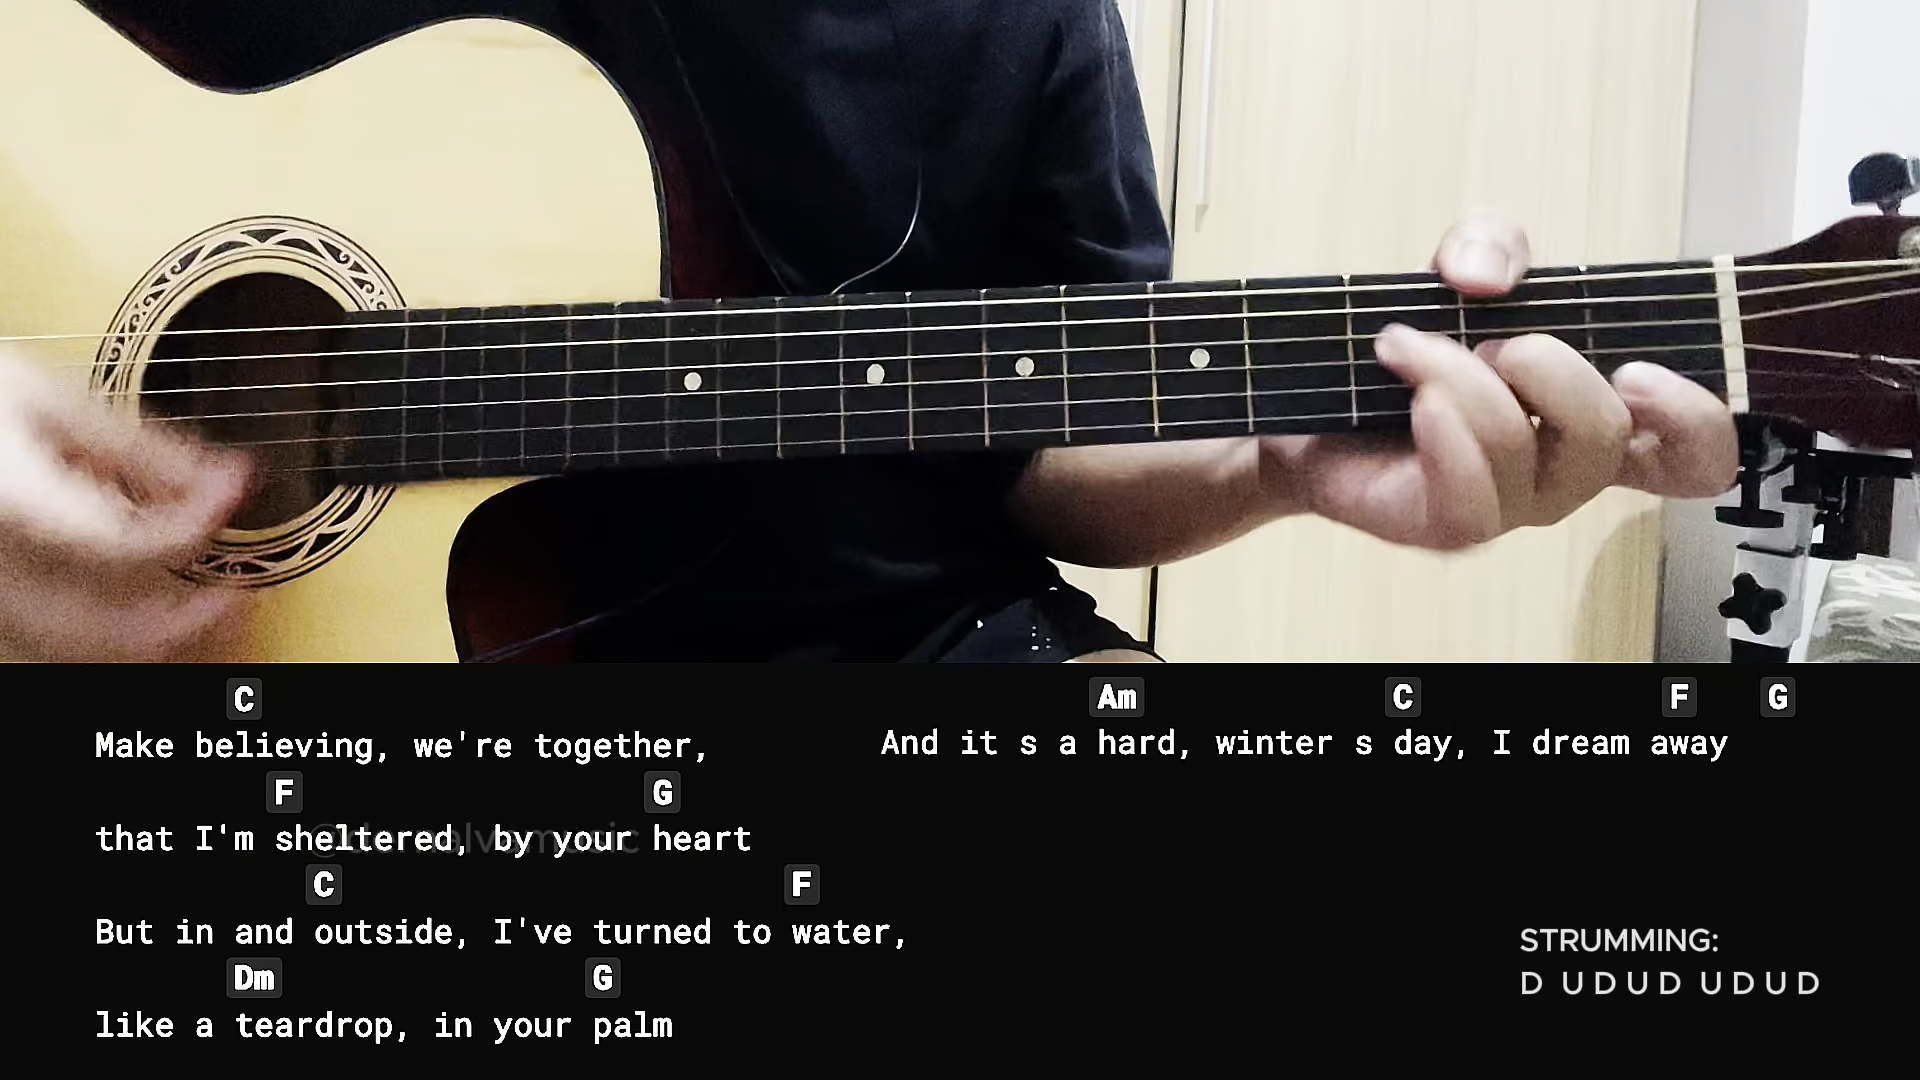 C
Make believing, we're together,
F G
that I'm sheltered, by your heart
C F
But in and outside, I've turned to water,
Dm G
like a teardrop, in your palm
Am C F G
And it s a hard, winter s day, I dream away
STRUMMING:
D UDUD UDUD